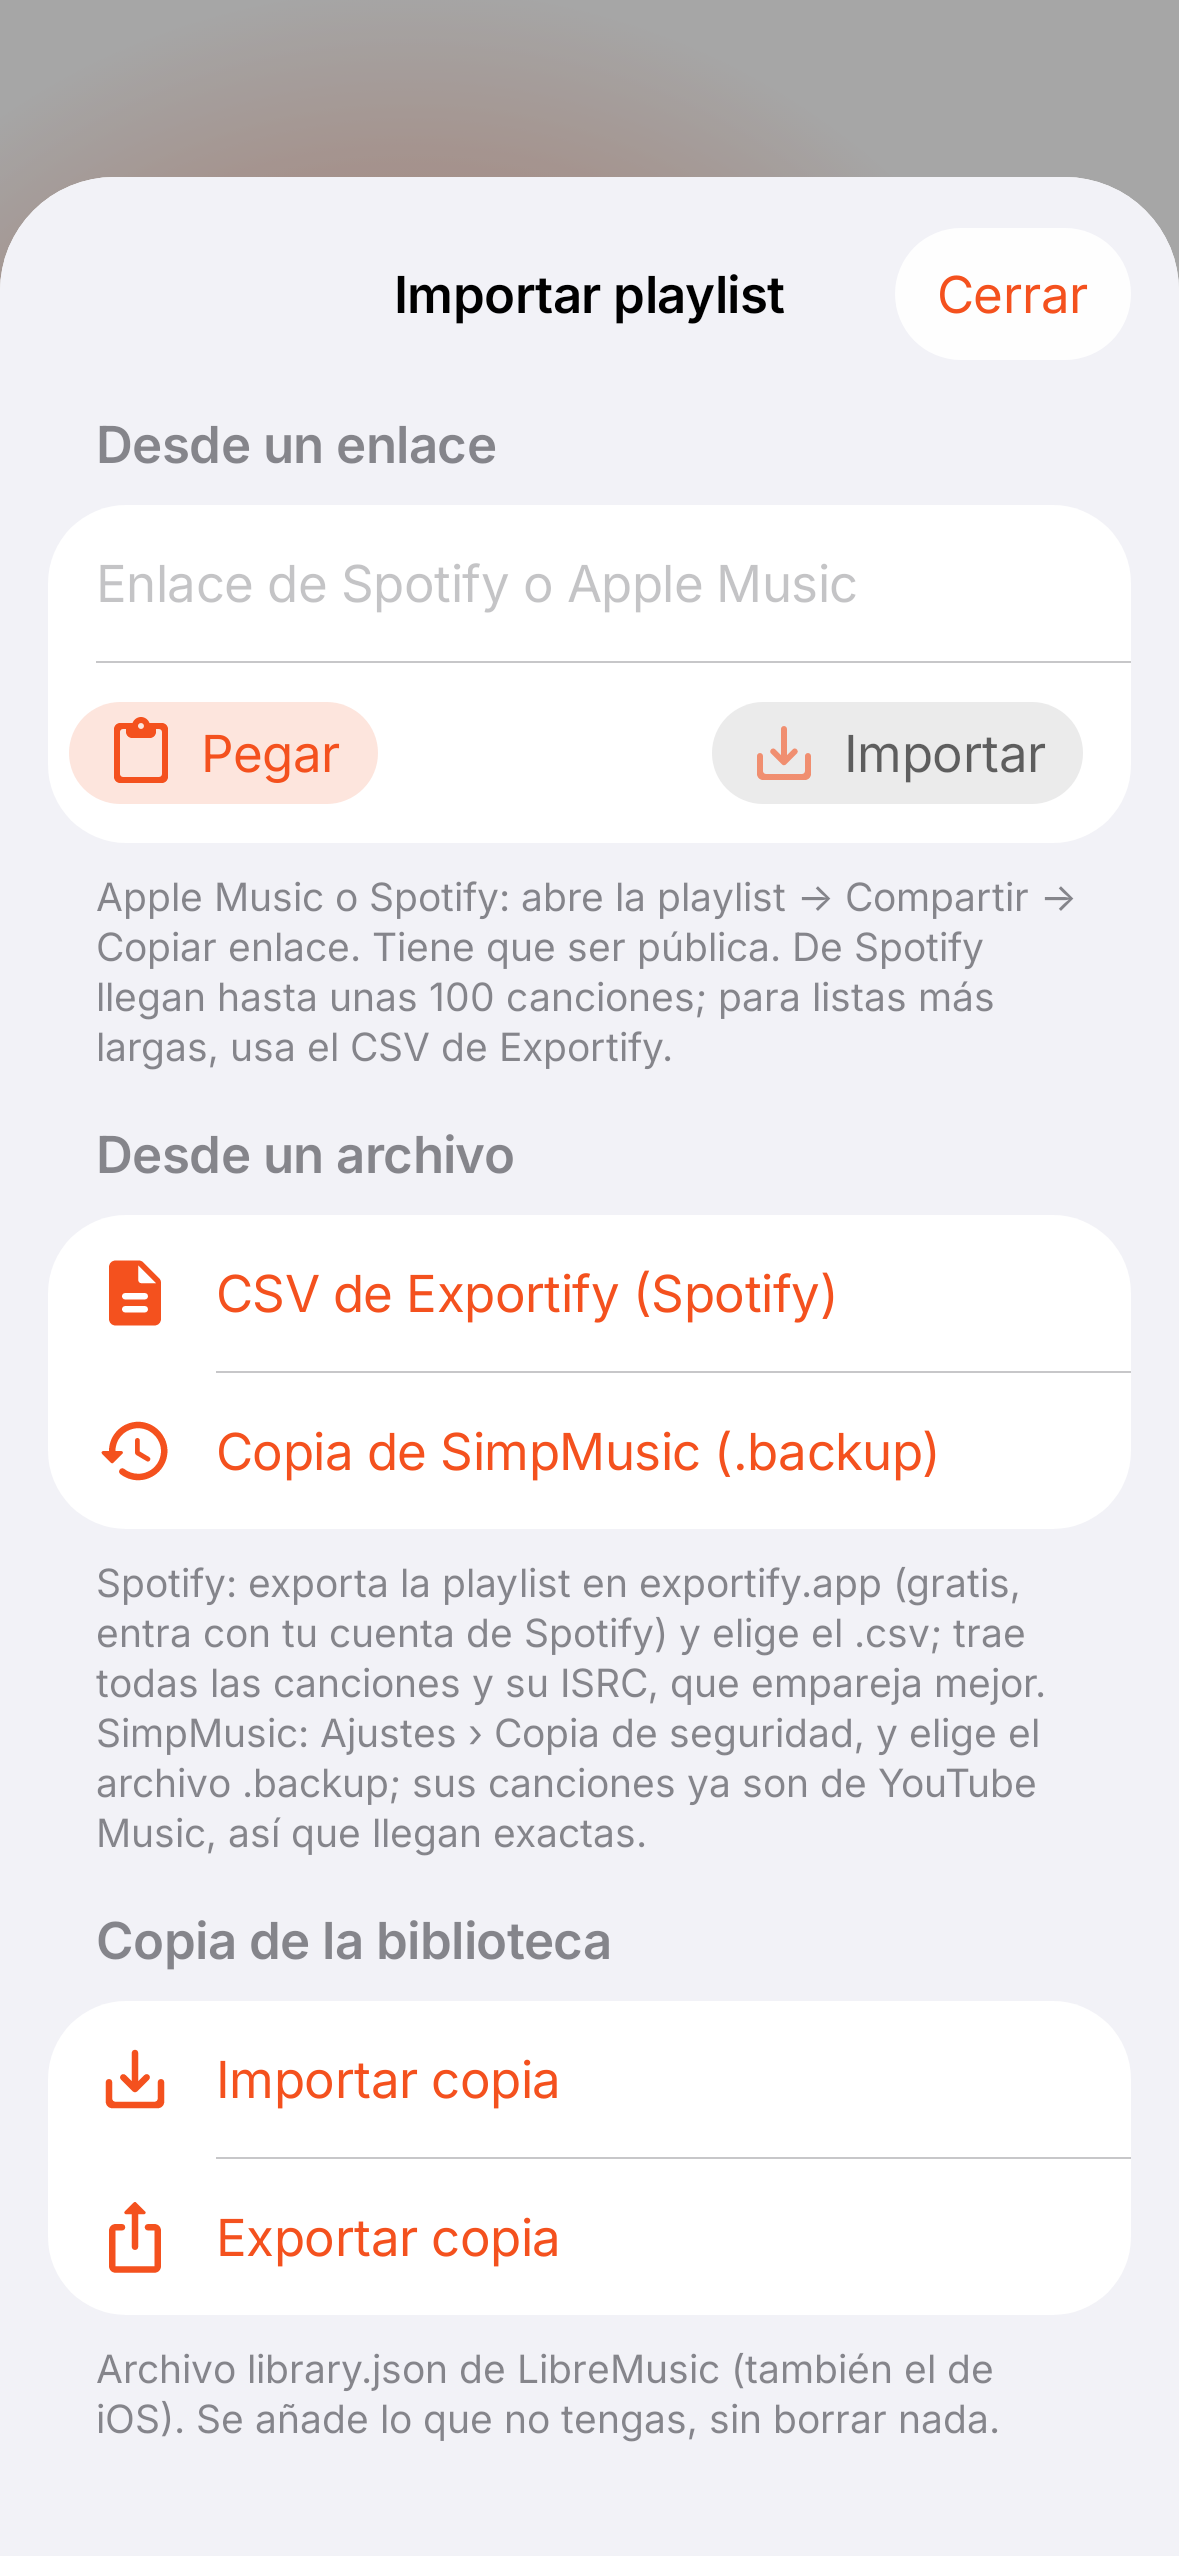 Importar playlist
Cerrar
Desde un enlace
Enlace de Spotify o Apple Music
Pegar
Importar
Apple Music o Spotify: abre la playlist → Compartir →
Copiar enlace. Tiene que ser pública. De Spotify
llegan hasta unas 100 canciones; para listas más
largas, usa el CSV de Exportify.
Desde un archivo
CSV de Exportify (Spotify)
Copia de SimpMusic (.backup)
Spotify: exporta la playlist en exportify.app (gratis,
entra con tu cuenta de Spotify) y elige el .csv; trae
todas las canciones y su ISRC, que empareja mejor.
SimpMusic: Ajustes › Copia de seguridad, y elige el
archivo .backup; sus canciones ya son de YouTube
Music, así que llegan exactas.
Copia de la biblioteca
Importar copia
Exportar copia
Archivo library.json de LibreMusic (también el de
iOS). Se añade lo que no tengas, sin borrar nada.